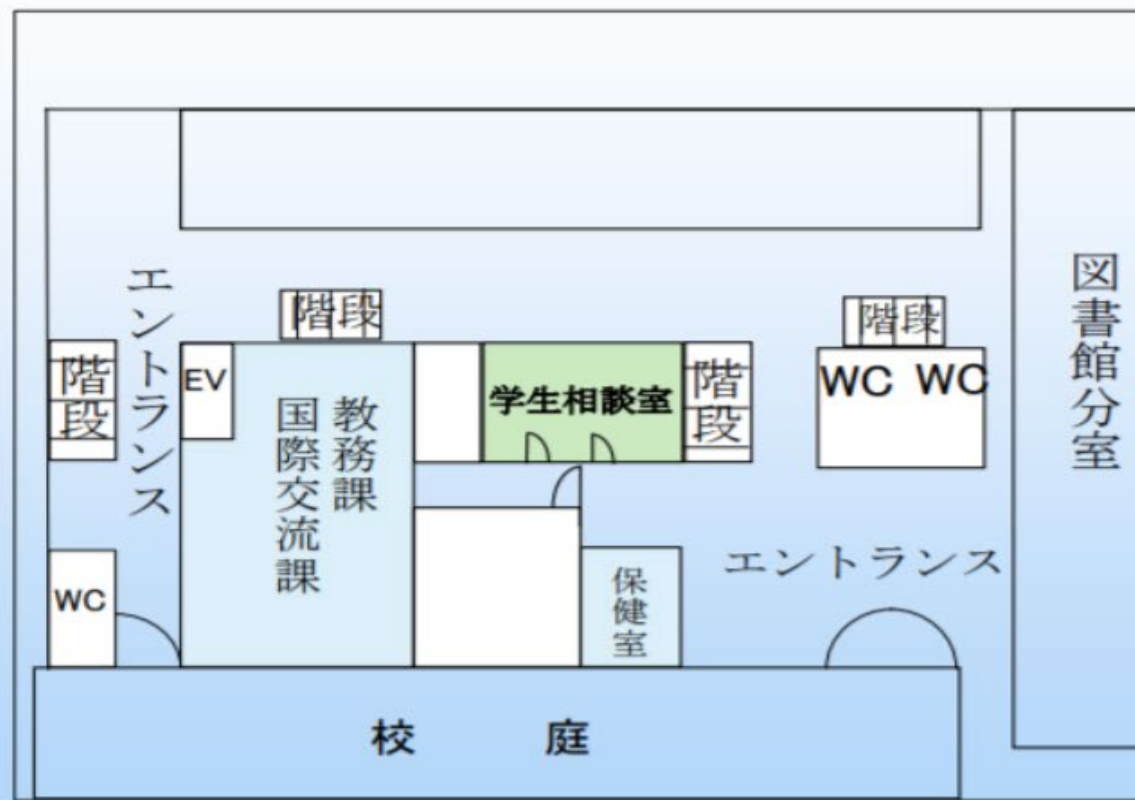 エントランス
階段
階段
EV
教務課
国際交流課
学生相談室
階段
階段
WC WC
図書館分室
WC
保健室
エントランス
校 庭